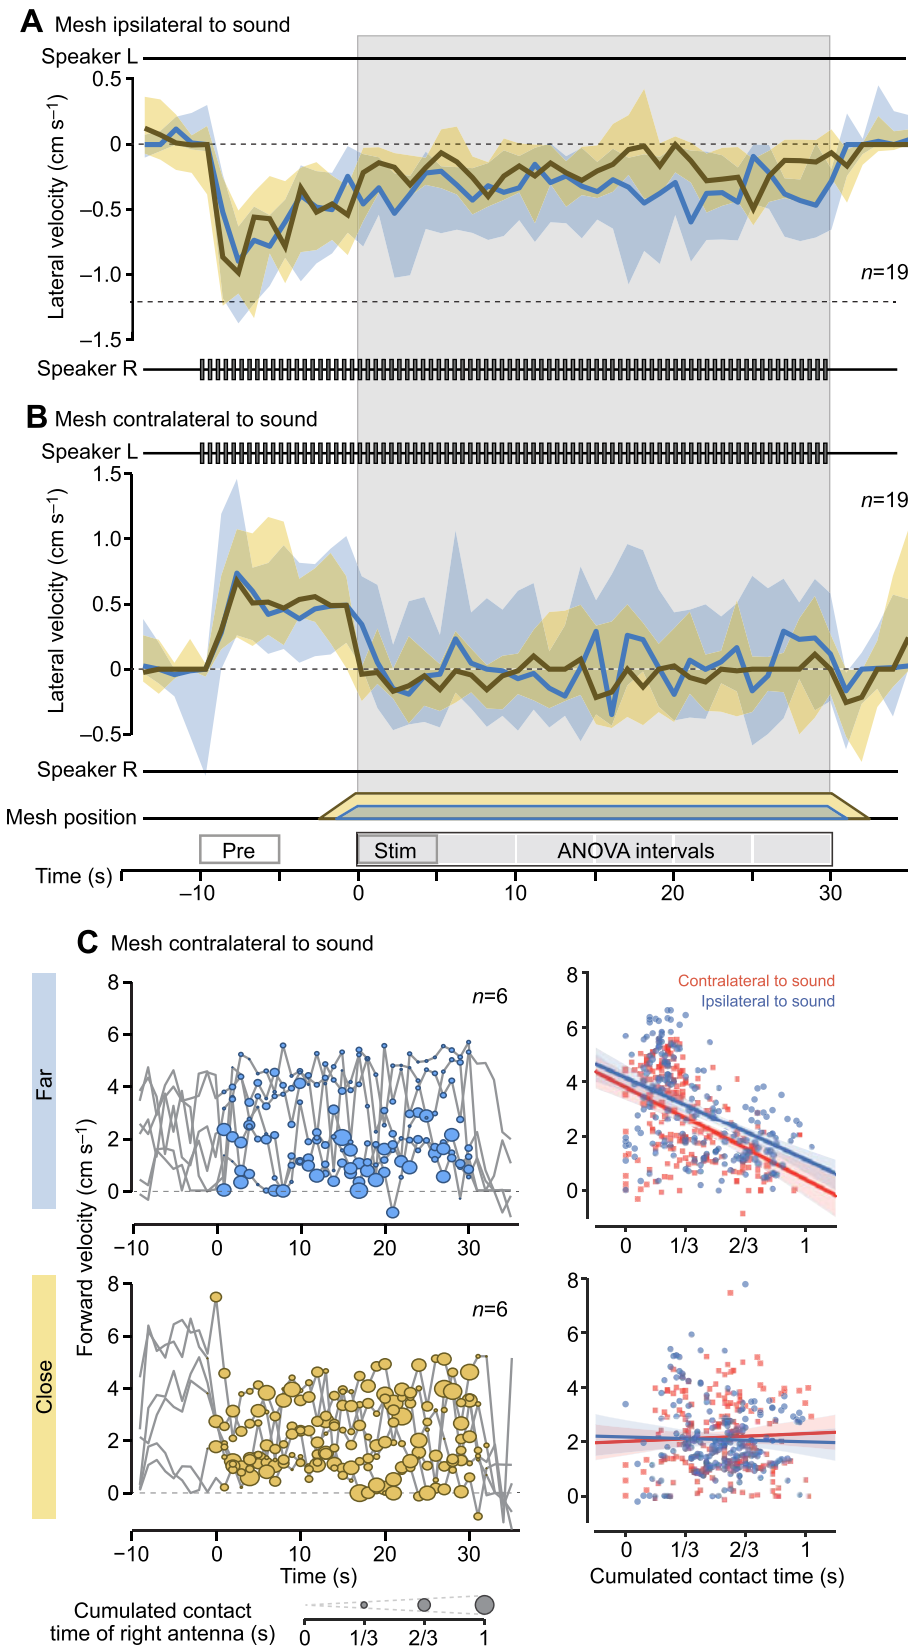 A Mesh ipsilateral to sound
Speaker L
0.5
0
–0.5
–1.0
–1.5
Lateral velocity (cm s–1)
n=19
Speaker R
B Mesh contralateral to sound
Speaker L
1.5
1.0
0.5
0
–0.5
Lateral velocity (cm s–1)
n=19
Speaker R
Mesh position
Pre Stim ANOVA intervals
Time (s)
–10 0 10 20 30
C Mesh contralateral to sound
Far
8
6
4
2
0
n=6
–10 0 10 20 30
Forward velocity (cm s–1)
8
6
4
2
0
Contralateral to sound
Ipsilateral to sound
0 1/3 2/3 1
Close
8
6
4
2
0
n=6
–10 0 10 20 30
Time (s)
8
6
4
2
0
0 1/3 2/3 1
Cumulated contact time (s)
Cumulated contact
time of right antenna (s)
0 1/3 2/3 1